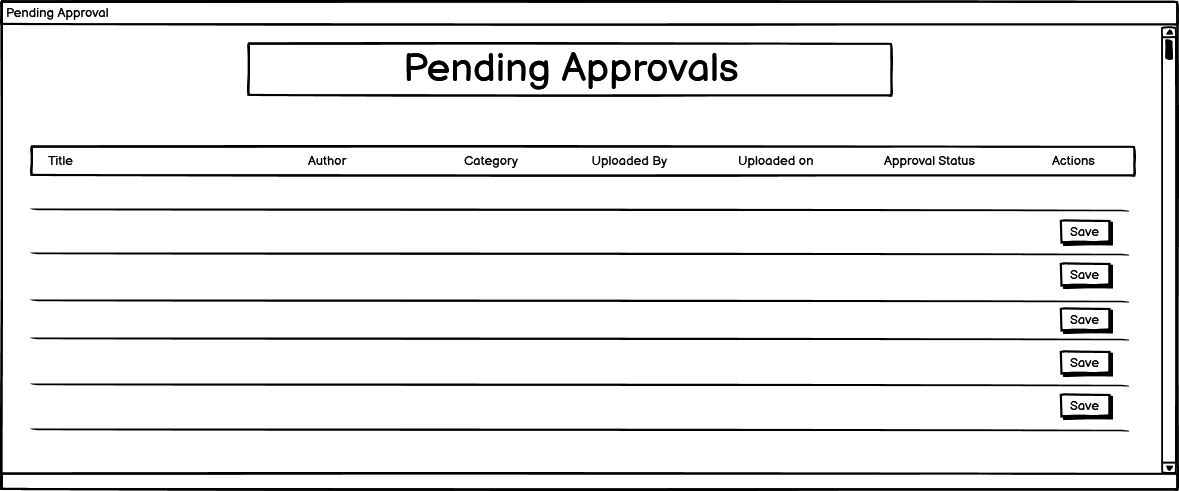 Pending Approval
Pending Approvals
Title Author Category Uploaded By Uploaded on Approval Status Actions
Save
Save
Save
Save
Save